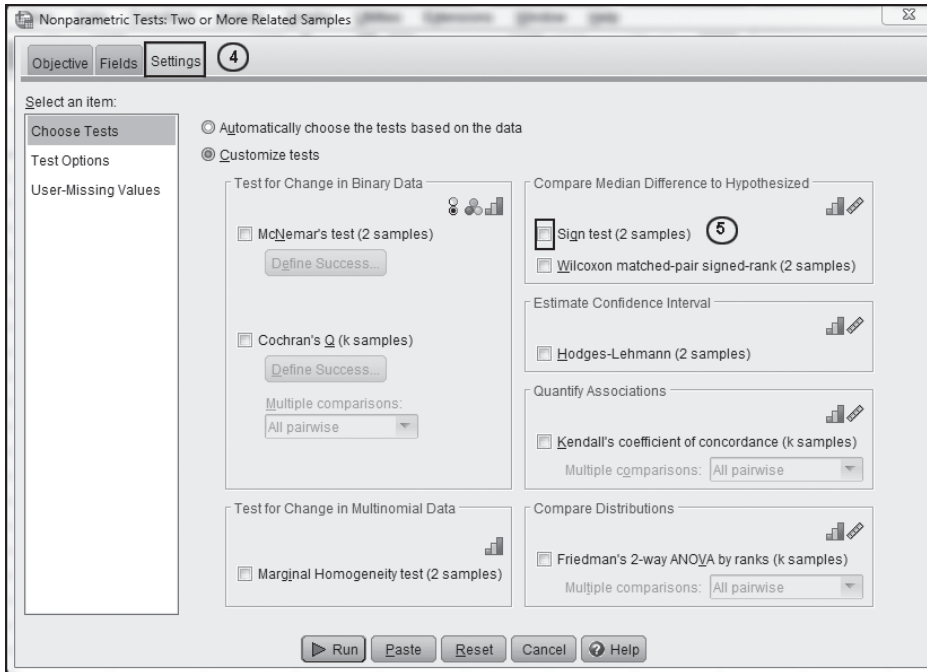 Nonparametric Tests: Two or More Related Samples
Objective Fields Settings 4
Select an item:
Choose Tests
Test Options
User-Missing Values
Automatically choose the tests based on the data
Customize tests
Test for Change in Binary Data
McNemar's test (2 samples)
Define Success...
Cochran's Q (k samples)
Define Success...
Multiple comparisons:
All pairwise
Test for Change in Multinomial Data
Marginal Homogeneity test (2 samples)
Compare Median Difference to Hypothesized
Sign test (2 samples) 5
Wilcoxon matched-pair signed-rank (2 samples)
Estimate Confidence Interval
Hodges-Lehmann (2 samples)
Quantify Associations
Kendall's coefficient of concordance (k samples)
Multiple comparisons: All pairwise
Compare Distributions
Friedman's 2-way ANOVA by ranks (k samples)
Multiple comparisons: All pairwise
Run Paste Reset Cancel Help